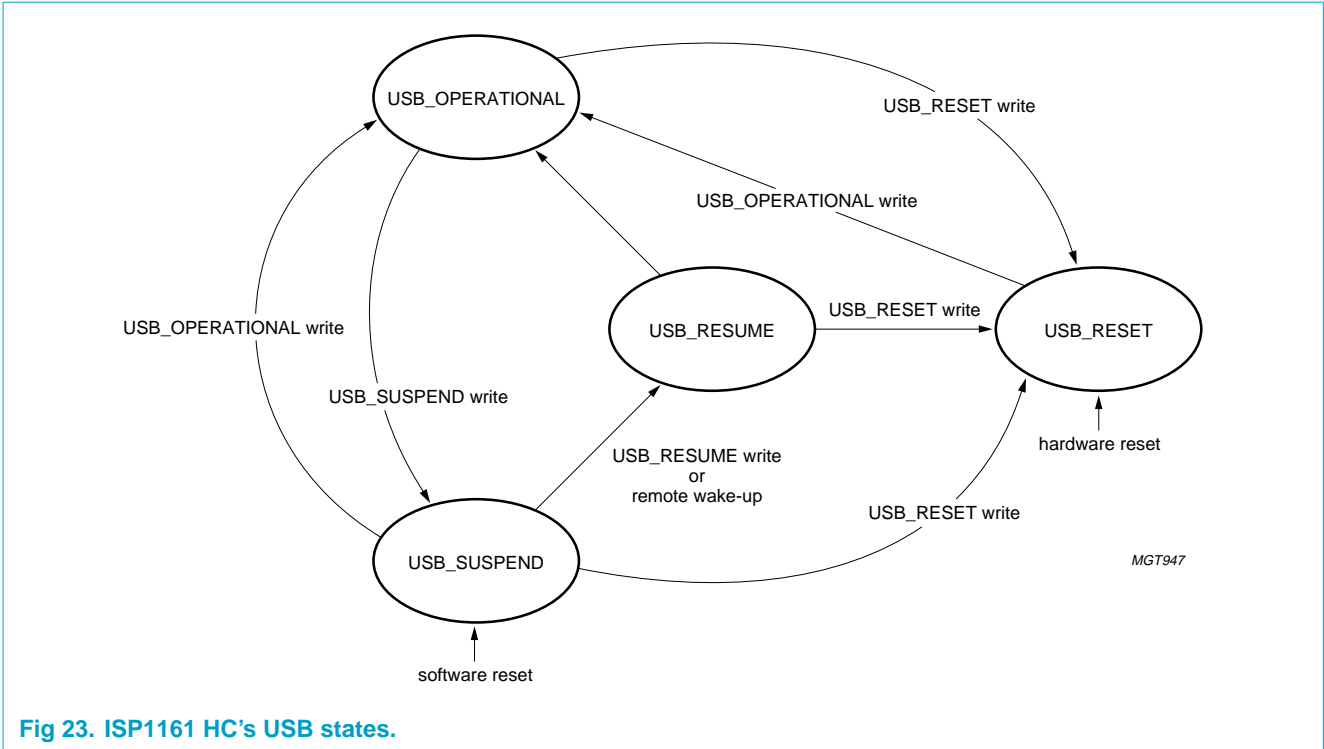 USB_OPERATIONAL
USB_RESET write
USB_OPERATIONAL write
USB_RESUME
USB_RESET write
USB_RESET
USB_OPERATIONAL write
USB_SUSPEND write
hardware reset
USB_RESUME write
or
remote wake-up
USB_RESET write
USB_SUSPEND
MGT947
software reset
Fig 23. ISP1161 HC’s USB states.